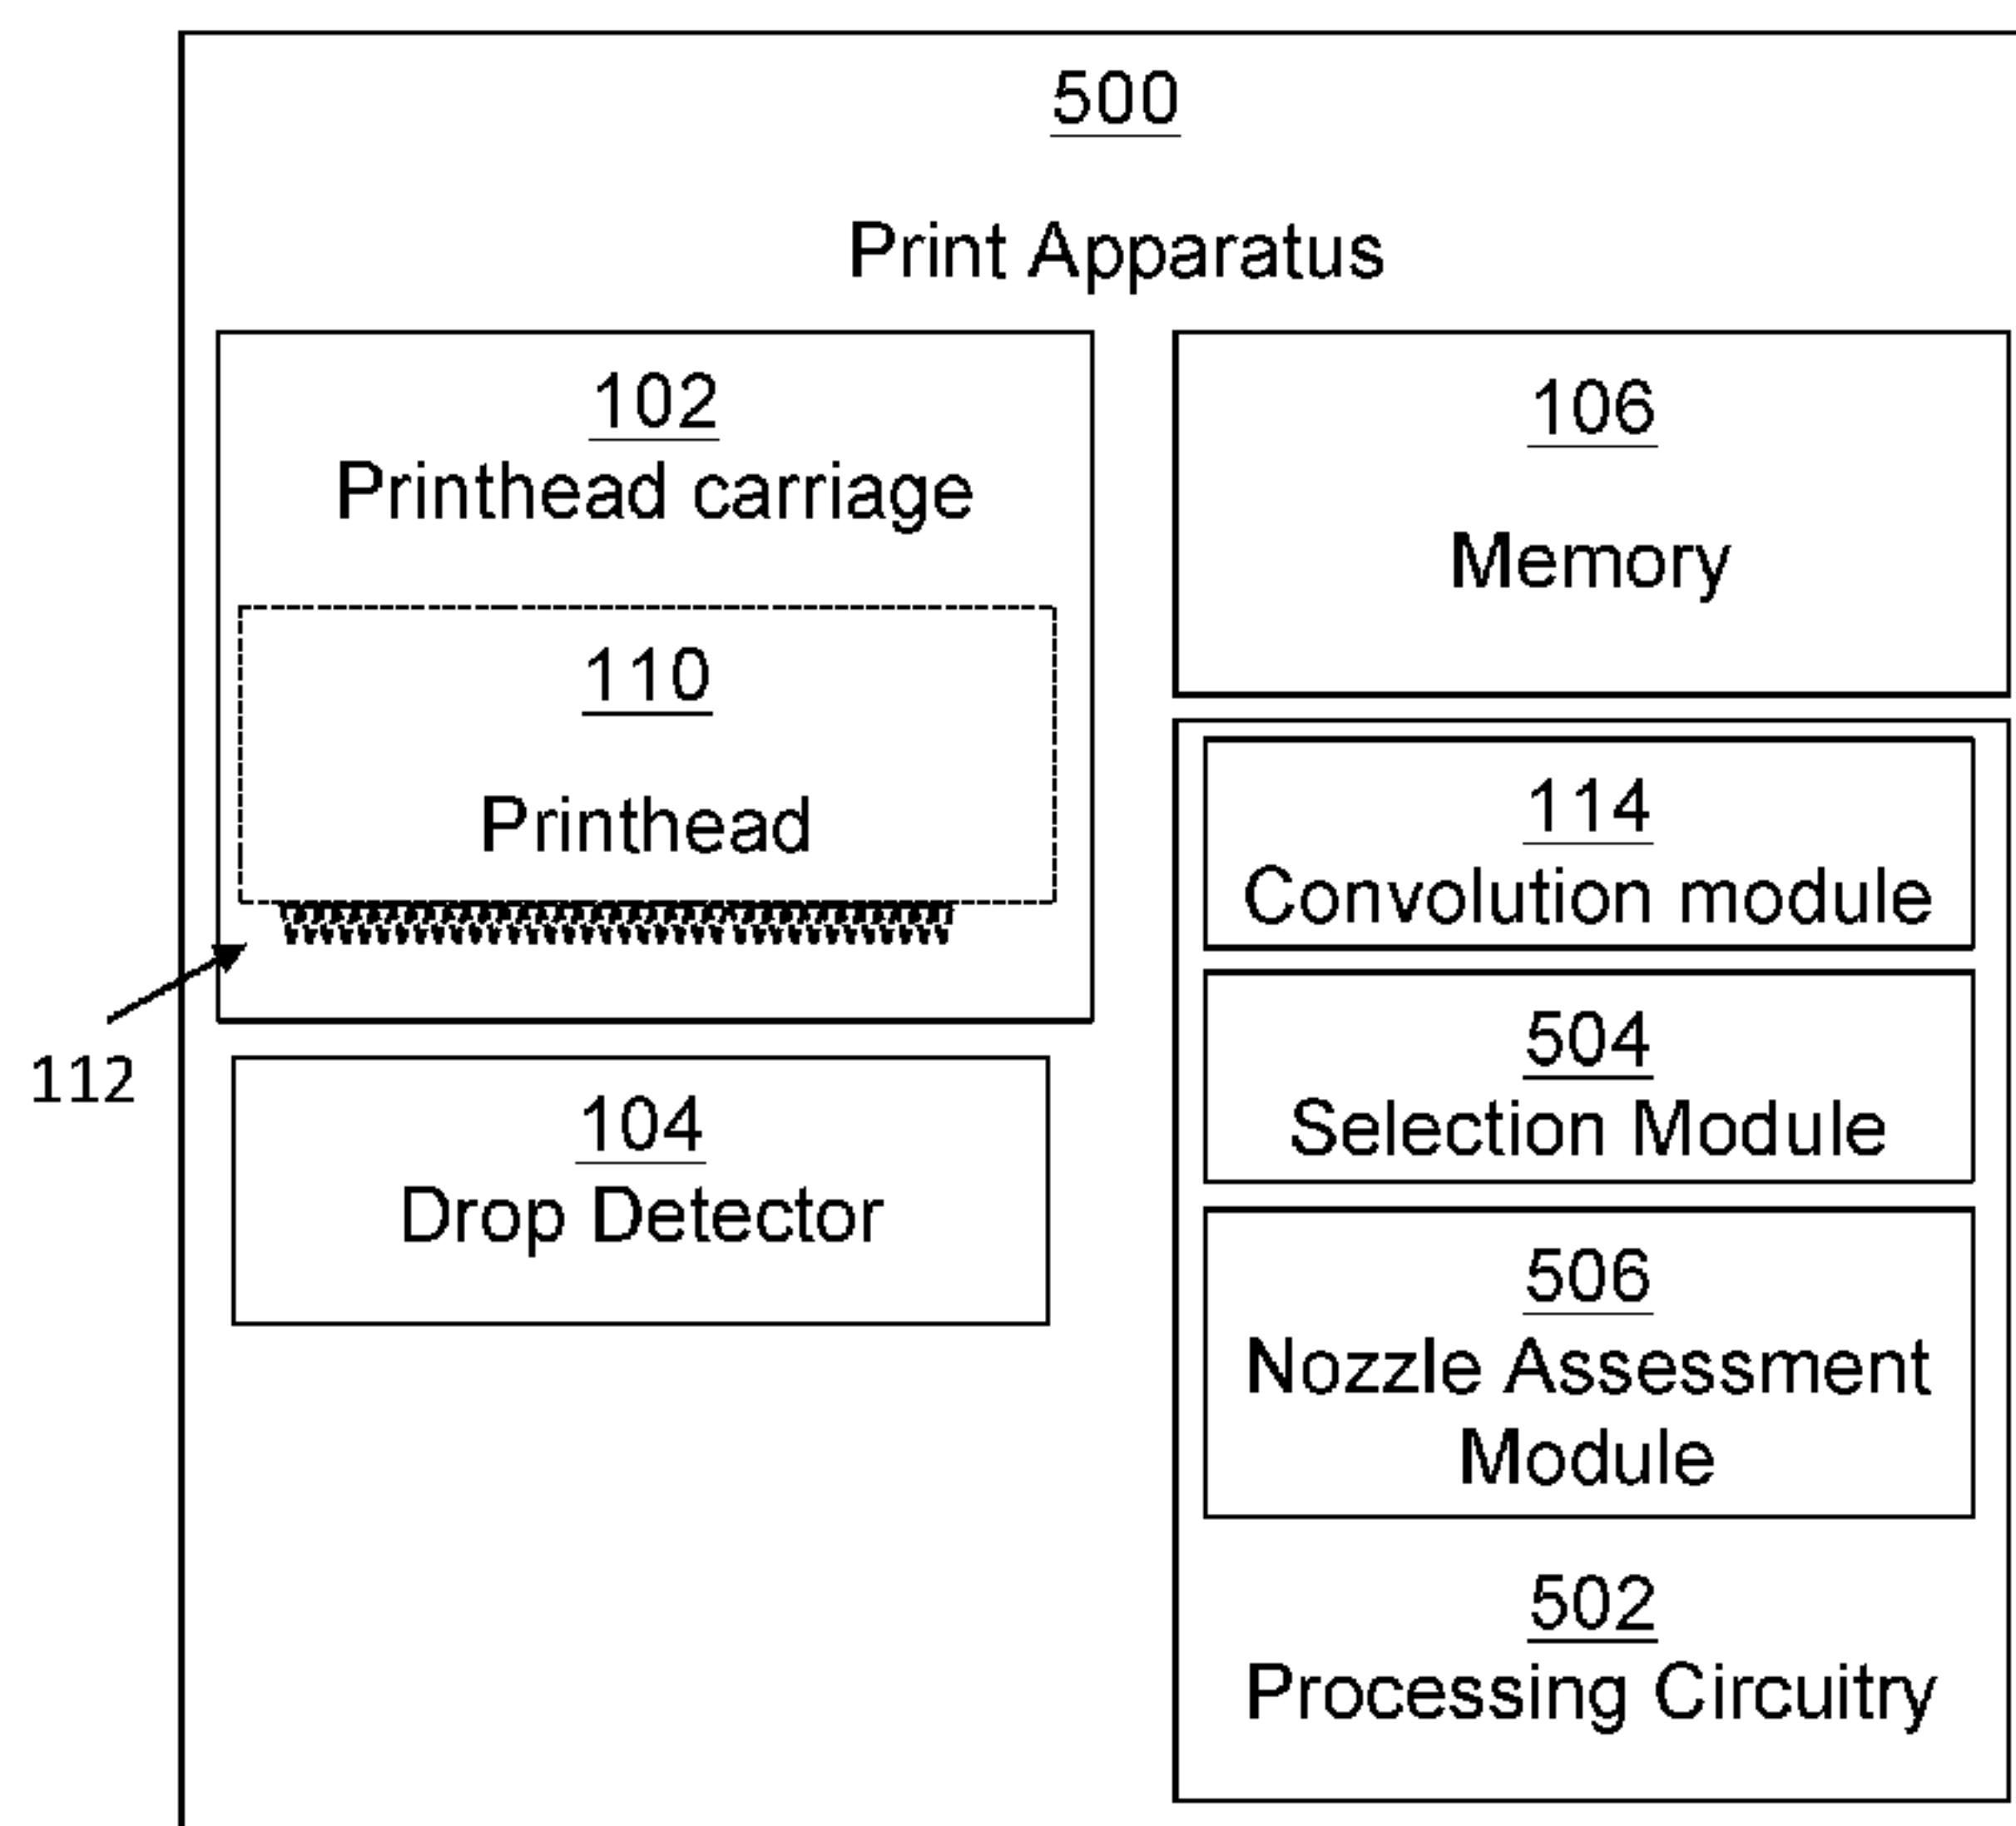 500
Print Apparatus
102
Printhead carriage
110
Printhead
112
104
Drop Detector
106
Memory
114
Convolution module
504
Selection Module
506
Nozzle Assessment
Module
502
Processing Circuitry